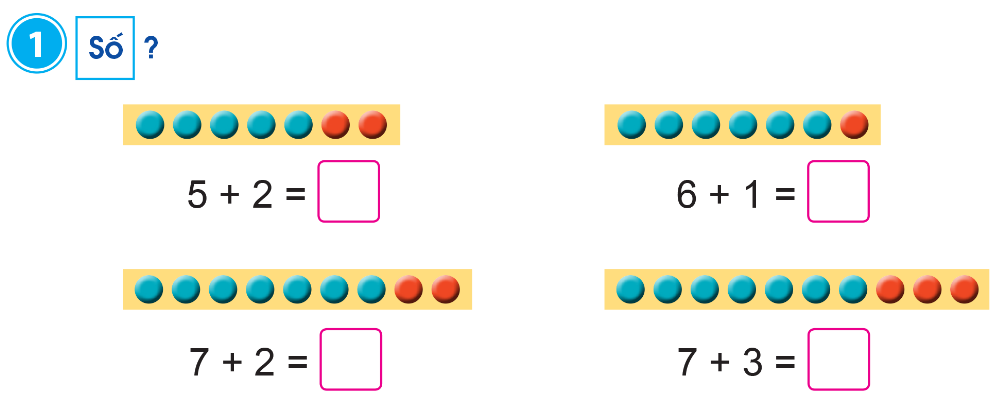 1 Số ?
5 + 2 = 6 + 1 =
7 + 2 = 7 + 3 =